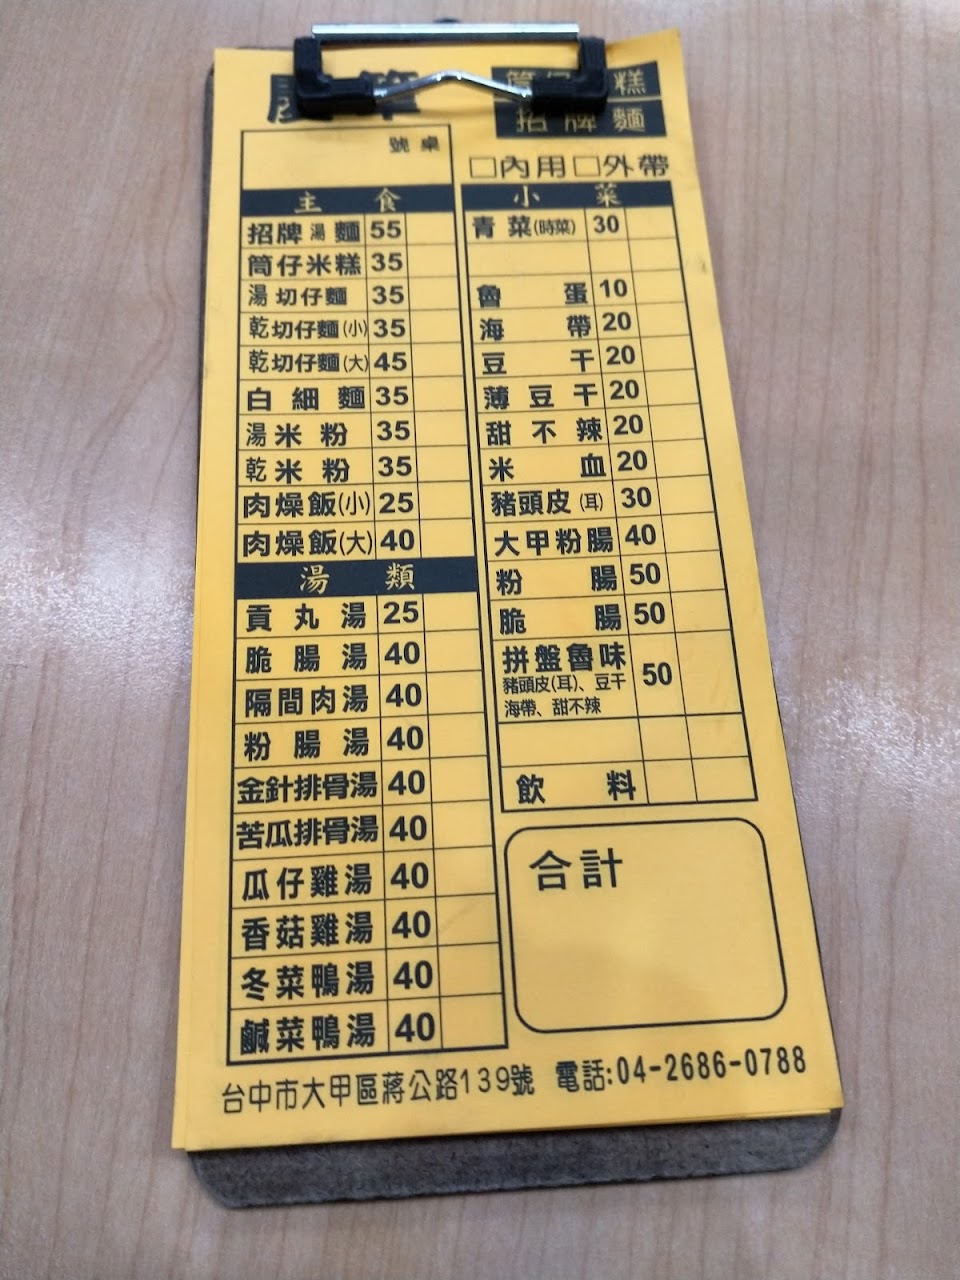 糕
招牌麵
號桌
□內用□外帶
主食
招牌湯麵 55
筒仔米糕 35
湯切仔麵 35
乾切仔麵(小) 35
乾切仔麵(大) 45
白細麵 35
湯米粉 35
乾米粉 35
肉燥飯(小) 25
肉燥飯(大) 40
湯類
貢丸湯 25
脆腸湯 40
隔間肉湯 40
粉腸湯 40
金針排骨湯 40
苦瓜排骨湯 40
瓜仔雞湯 40
香菇雞湯 40
冬菜鴨湯 40
鹹菜鴨湯 40
小菜
青菜(時菜) 30
魯蛋 10
海帶 20
豆干 20
薄豆干 20
甜不辣 20
米血 20
豬頭皮(耳) 30
大甲粉腸 40
粉腸 50
脆腸 50
拼盤魯味 50
豬頭皮(耳)、豆干
海帶、甜不辣
飲料
合計
台中市大甲區蔣公路139號 電話:04-2686-0788